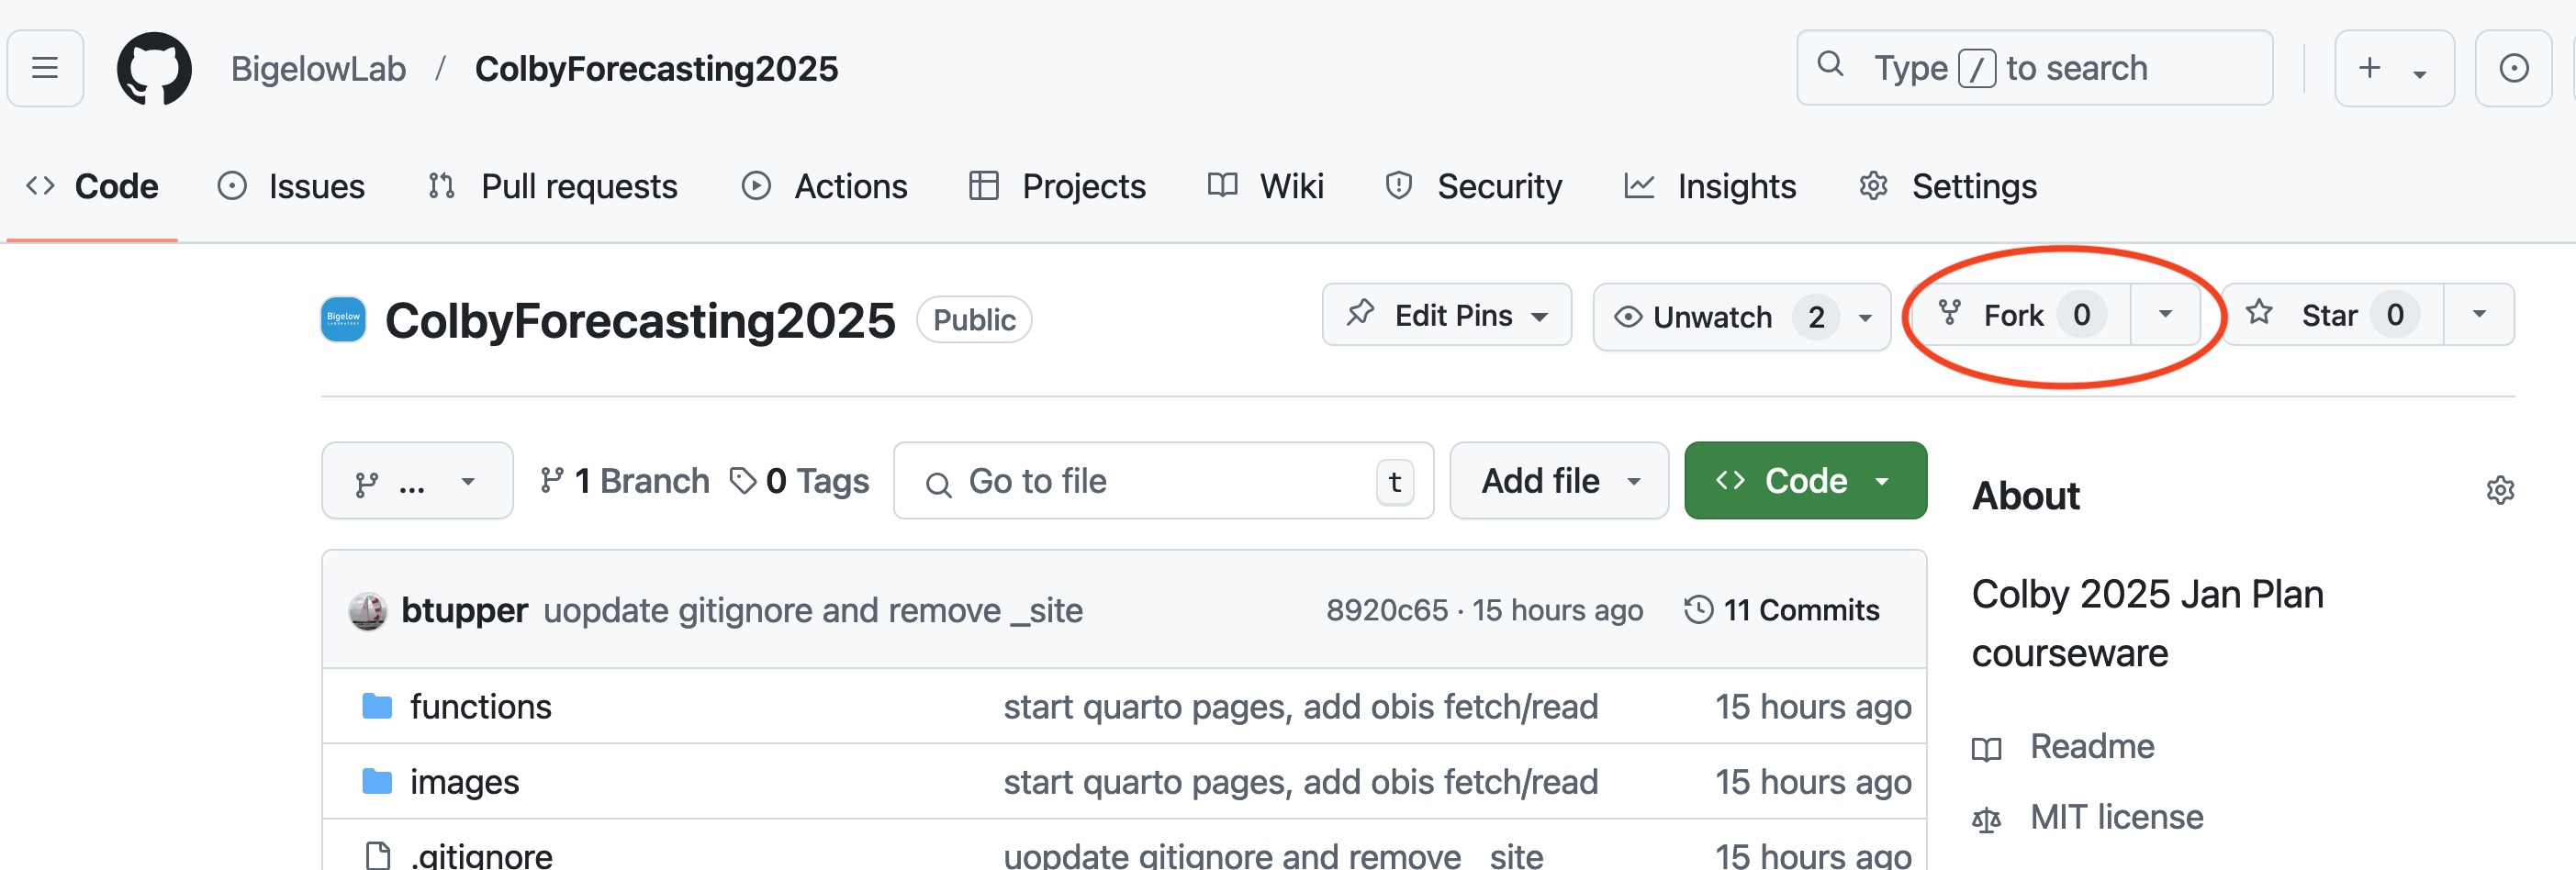 BigelowLab / ColbyForecasting2025
Type / to search
Code Issues Pull requests Actions Projects Wiki Security Insights Settings
Bigelow
LABORATORY
ColbyForecasting2025 Public
Edit Pins Unwatch 2 Fork 0 Star 0
... 1 Branch 0 Tags Go to file t Add file Code
About
Colby 2025 Jan Plan
courseware
Readme
MIT license
btupper uopdate gitignore and remove _site 8920c65 · 15 hours ago 11 Commits
functions start quarto pages, add obis fetch/read 15 hours ago
images start quarto pages, add obis fetch/read 15 hours ago
.gitignore uopdate gitignore and remove _site 15 hours ago